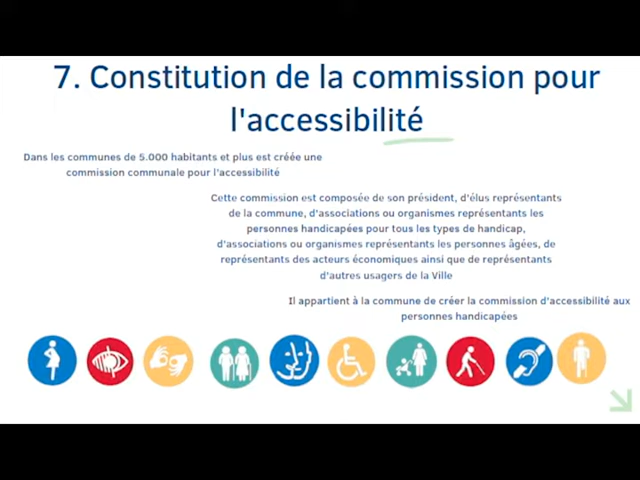 7. Constitution de la commission pour
l'accessibilité
Dans les communes de 5.000 habitants et plus est créée une
commission communale pour l'accessibilité
Cette commission est composée de son président, d'élus représentants
de la commune, d'associations ou organismes représentants les
personnes handicapées pour tous les types de handicap,
d'associations ou organismes représentants les personnes âgées, de
représentants des acteurs économiques ainsi que de représentants
d'autres usagers de la Ville
Il appartient à la commune de créer la commission d'accessibilité aux
personnes handicapées